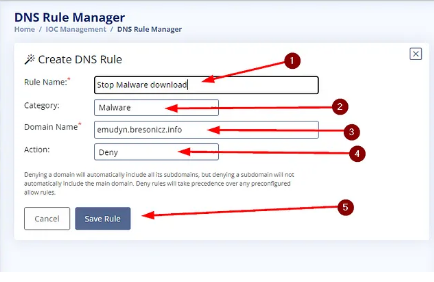 DNS Rule Manager
Home / IOC Management / DNS Rule Manager
Create DNS Rule
1
Rule Name:* Stop Malware download
Category: Malware 2
Domain Name* emudyn.bresonicz.info 3
Action: Deny 4
Denying a domain will automatically include all its subdomains, but denying a subdomain will not
automatically include the main domain. Deny rules will take precedence over any preconfigured
allow rules.
Cancel Save Rule 5